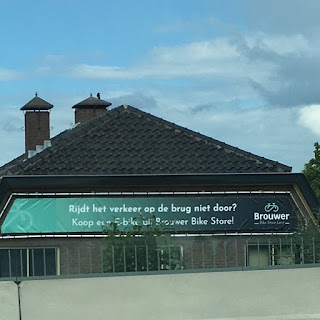 Rijdt het verkeer op de brug niet door?
Koop een E-bike bij Brouwer Bike Store!
Brouwer